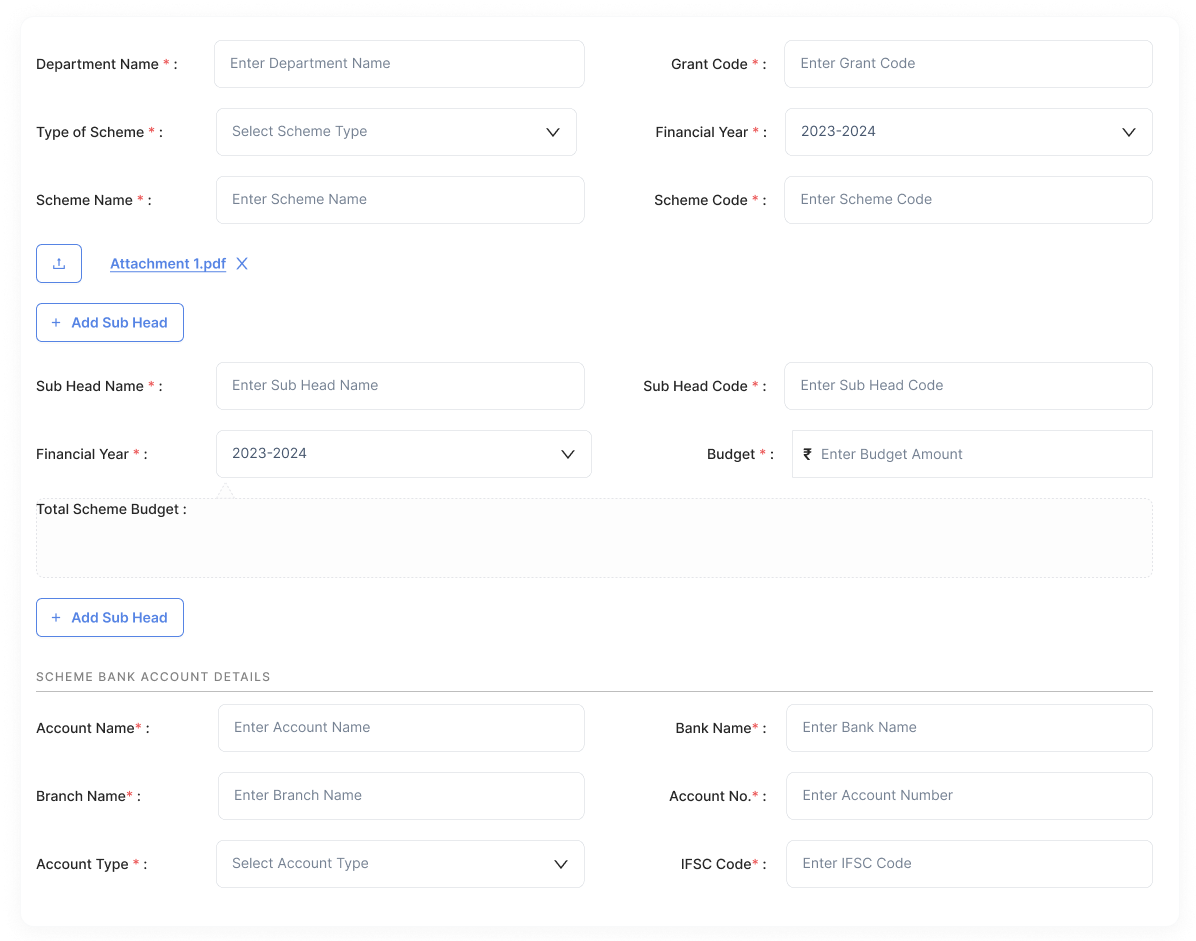 Department Name * : Enter Department Name Grant Code * : Enter Grant Code
Type of Scheme * : Select Scheme Type Financial Year * : 2023-2024
Scheme Name * : Enter Scheme Name Scheme Code * : Enter Scheme Code
Attachment 1.pdf
+ Add Sub Head
Sub Head Name * : Enter Sub Head Name Sub Head Code * : Enter Sub Head Code
Financial Year * : 2023-2024 Budget * : ₹ Enter Budget Amount
Total Scheme Budget :
+ Add Sub Head
SCHEME BANK ACCOUNT DETAILS
Account Name* : Enter Account Name Bank Name* : Enter Bank Name
Branch Name* : Enter Branch Name Account No.* : Enter Account Number
Account Type * : Select Account Type IFSC Code* : Enter IFSC Code